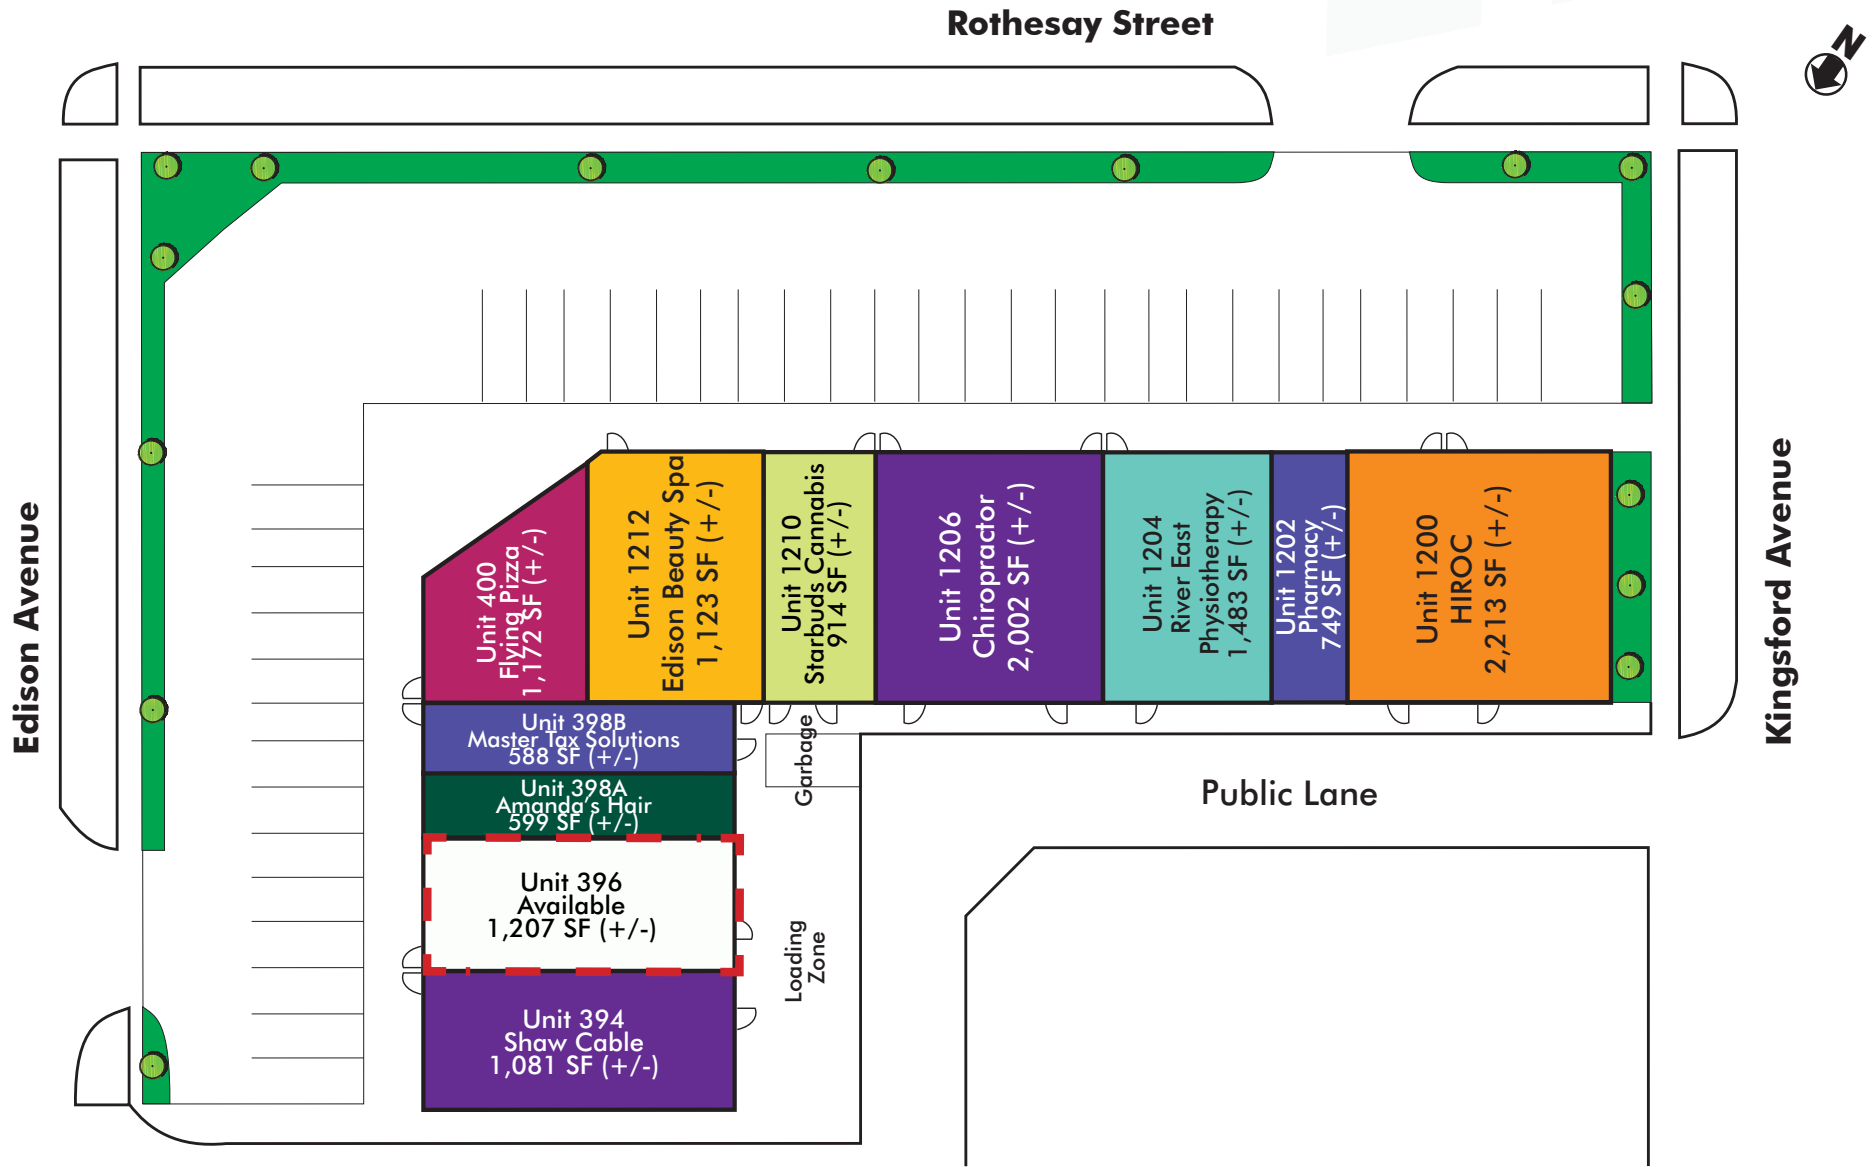 Rothesay Street
N
Edison Avenue
Kingsford Avenue
Unit 400
Flying Pizza
1,172 SF (+/-)
Unit 1212
Edison Beauty Spa
1,123 SF (+/-)
Unit 1210
Starbuds Cannabis
914 SF (+/-)
Unit 1206
Chiropractor
2,002 SF (+/-)
Unit 1204
River East
Physiotherapy
1,483 SF (+/-)
Unit 1202
Pharmacy
749 SF (+/-)
Unit 1200
HIROC
2,213 SF (+/-)
Unit 398B
Master Tax Solutions
588 SF (+/-)
Unit 398A
Amanda's Hair
599 SF (+/-)
Unit 396
Available
1,207 SF (+/-)
Unit 394
Shaw Cable
1,081 SF (+/-)
Garbage
Loading
Zone
Public Lane